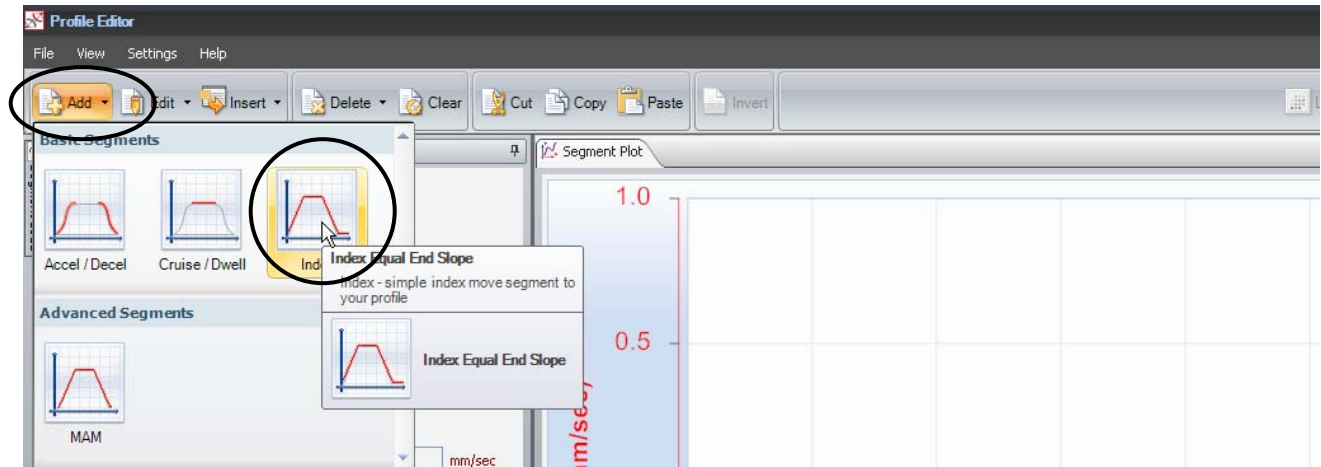 Profile Editor
File View Settings Help
Add Edit Insert Delete Clear Cut Copy Paste Invert
Basic Segments
Segment Plot
Accel / Decel Cruise / Dwell
Index Equal End Slope
Index - simple index move segment to
your profile
Advanced Segments
Index Equal End Slope
MAM
mm/sec
1.0
0.5